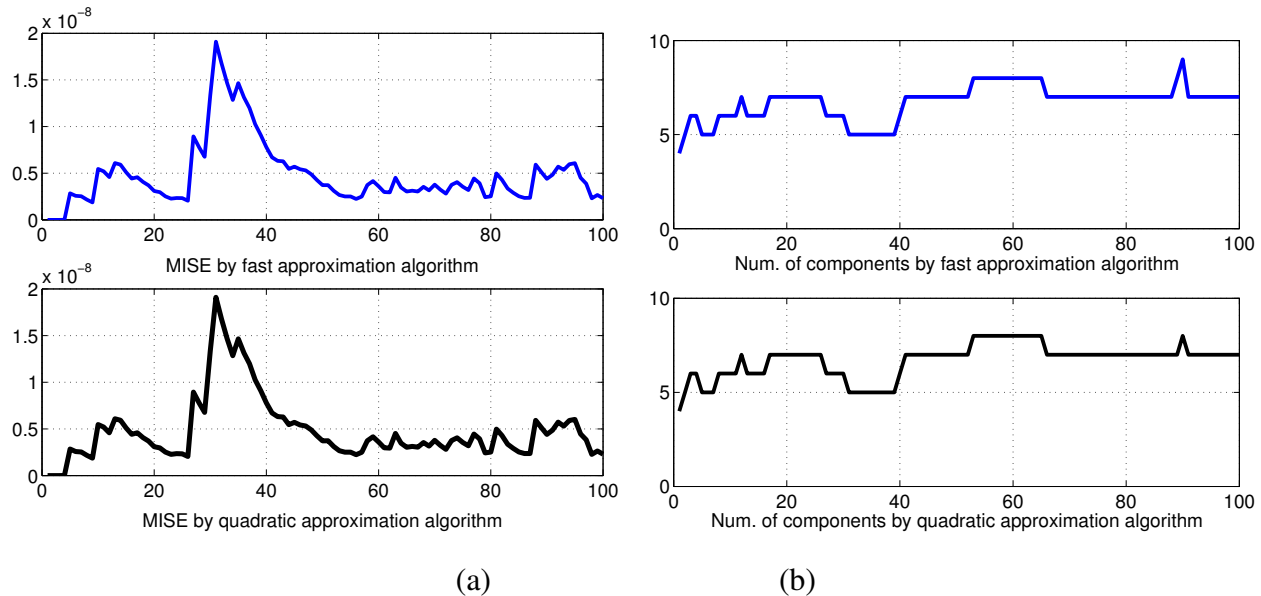 x 10⁻⁸
2
1.5
1
0.5
0
0 20 40 60 80 100
MISE by fast approximation algorithm
x 10⁻⁸
2
1.5
1
0.5
0
0 20 40 60 80 100
MISE by quadratic approximation algorithm
(a)
10
5
0
0 20 40 60 80 100
Num. of components by fast approximation algorithm
10
5
0
0 20 40 60 80 100
Num. of components by quadratic approximation algorithm
(b)